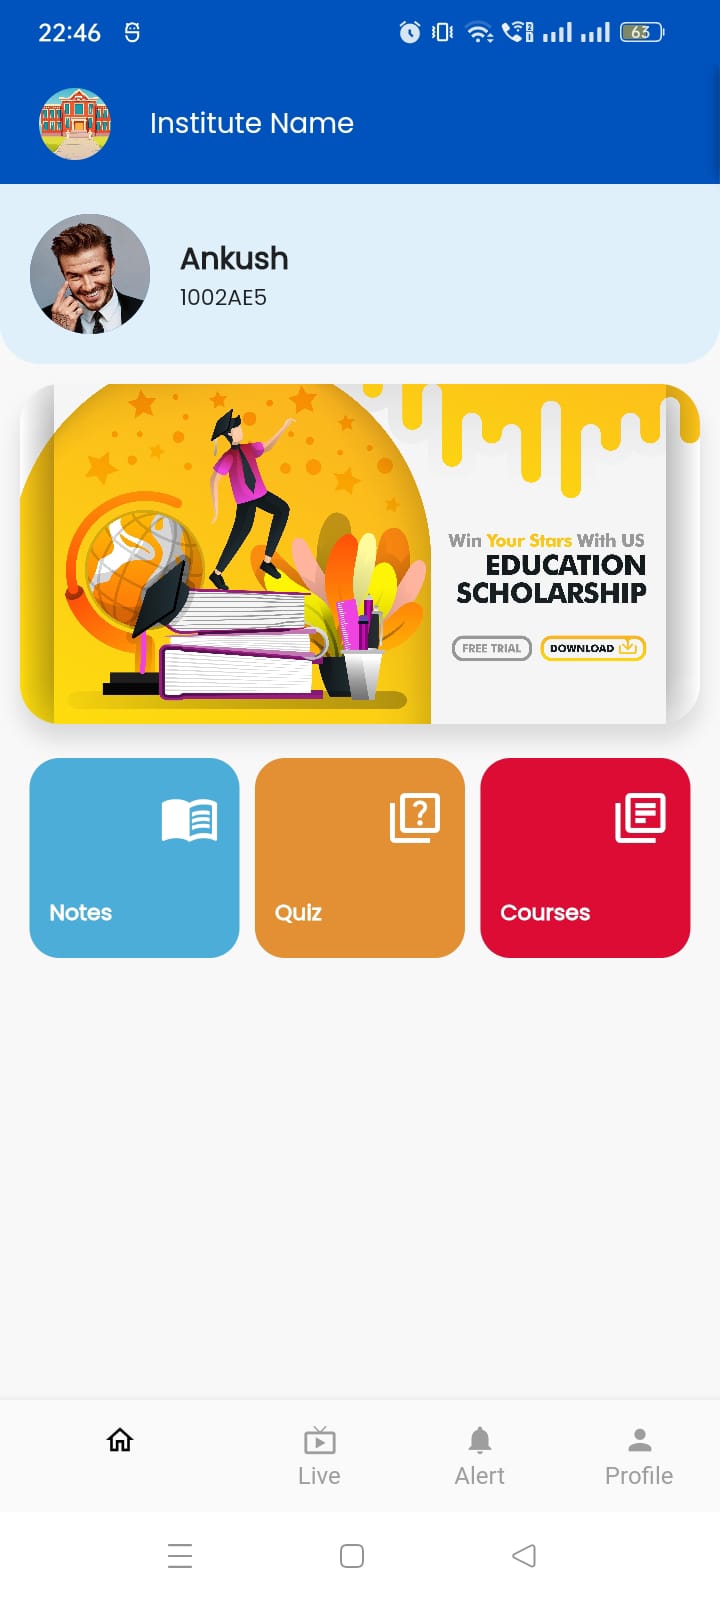 22:46
63
Institute Name
Ankush
1002AE5
Win Your Stars With US
EDUCATION
SCHOLARSHIP
FREE TRIAL DOWNLOAD
Notes Quiz Courses
Live Alert Profile